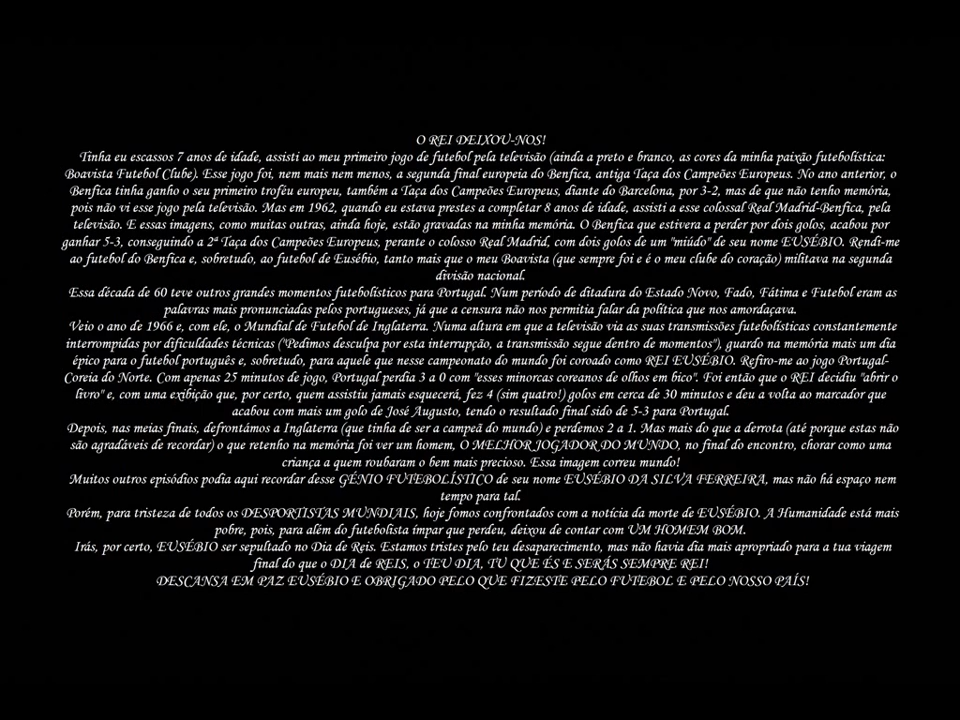 O REI DEIXOU-NOS!
Tinha eu escassos 7 anos de idade, assisti ao meu primeiro jogo de futebol pela televisão (ainda a preto e branco, as cores da minha paixão futebolística:
Boavista Futebol Clube). Esse jogo foi, nem mais nem menos, a segunda final europeia do Benfica, antiga Taça dos Campeões Europeus. No ano anterior, o
Benfica tinha ganho o seu primeiro troféu europeu, também a Taça dos Campeões Europeus, diante do Barcelona, por 3-2, mas de que não tenho memória,
pois não vi esse jogo pela televisão. Mas em 1962, quando eu estava prestes a completar 8 anos de idade, assisti a esse colossal Real Madrid-Benfica, pela
televisão. E essas imagens, como muitas outras, ainda hoje, estão gravadas na minha memória. O Benfica que estivera a perder por dois golos, acabou por
ganhar 5-3, conseguindo a 2ª Taça dos Campeões Europeus, perante o colosso Real Madrid, com dois golos de um "miúdo" de seu nome EUSÉBIO. Rendi-me
ao futebol do Benfica e, sobretudo, ao futebol de Eusébio, tanto mais que o meu Boavista (que sempre foi e é o meu clube do coração) militava na segunda
divisão nacional.
Essa década de 60 teve outros grandes momentos futebolísticos para Portugal. Num período de ditadura do Estado Novo, Fado, Fátima e Futebol eram as
palavras mais pronunciadas pelos portugueses, já que a censura não nos permitia falar da política que nos amordaçava.
Veio o ano de 1966 e, com ele, o Mundial de Futebol de Inglaterra. Numa altura em que a televisão via as suas transmissões futebolísticas constantemente
interrompidas por dificuldades técnicas ("Pedimos desculpa por esta interrupção, a transmissão segue dentro de momentos"), guardo na memória mais um dia
épico para o futebol português e, sobretudo, para aquele que nesse campeonato do mundo foi coroado como REI EUSÉBIO. Refiro-me ao jogo Portugal-
Coreia do Norte. Com apenas 25 minutos de jogo, Portugal perdia 3 a 0 com "esses minorcas coreanos de olhos em bico". Foi então que o REI decidiu "abrir o
livro" e, com uma exibição que, por certo, quem assistiu jamais esquecerá, fez 4 (sim quatro!) golos em cerca de 30 minutos e deu a volta ao marcador que
acabou com mais um golo de José Augusto, tendo o resultado final sido de 5-3 para Portugal.
Depois, nas meias finais, defrontámos a Inglaterra (que tinha de ser a campeã do mundo) e perdemos 2 a 1. Mas mais do que a derrota (até porque estas não
são agradáveis de recordar) o que retenho na memória foi ver um homem, O MELHOR JOGADOR DO MUNDO, no final do encontro, chorar como uma
criança a quem roubaram o bem mais precioso. Essa imagem correu mundo!
Muitos outros episódios podia aqui recordar desse GÉNIO FUTEBOLÍSTICO de seu nome EUSÉBIO DA SILVA FERREIRA, mas não há espaço nem
tempo para tal.
Porém, para tristeza de todos os DESPORTISTAS MUNDIAIS, hoje fomos confrontados com a notícia da morte de EUSÉBIO. A Humanidade está mais
pobre, pois, para além do futebolista ímpar que perdeu, deixou de contar com UM HOMEM BOM.
Irás, por certo, EUSÉBIO ser sepultado no Dia de Reis. Estamos tristes pelo teu desaparecimento, mas não havia dia mais apropriado para a tua viagem
final do que o DIA de REIS, o TEU DIA, TU QUE ÉS E SERÁS SEMPRE REI!
DESCANSA EM PAZ EUSÉBIO E OBRIGADO PELO QUE FIZESTE PELO FUTEBOL E PELO NOSSO PAÍS!